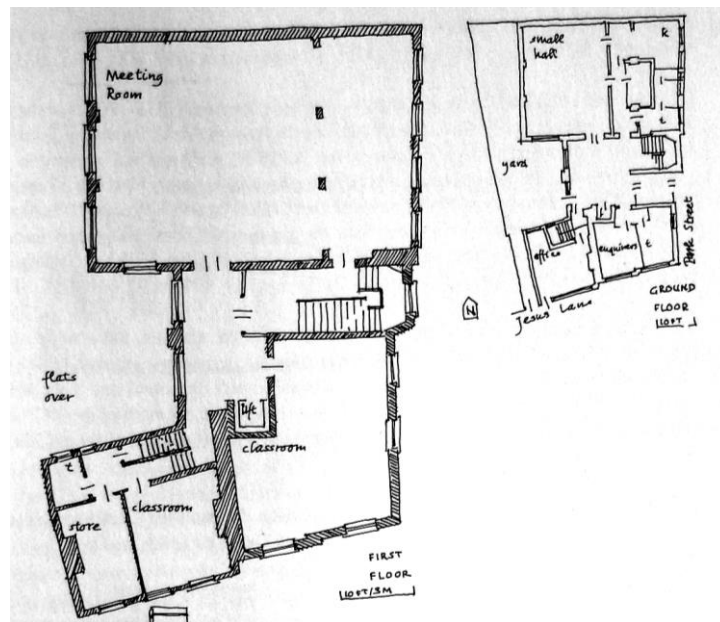 Meeting
Room
flats
over
lift
classroom
t
store
classroom
FIRST
FLOOR
10FT/3M
small
hall
k
t
yard
office
enquiries
t
Park Street
Jesus Lane
N
GROUND
FLOOR
10FT